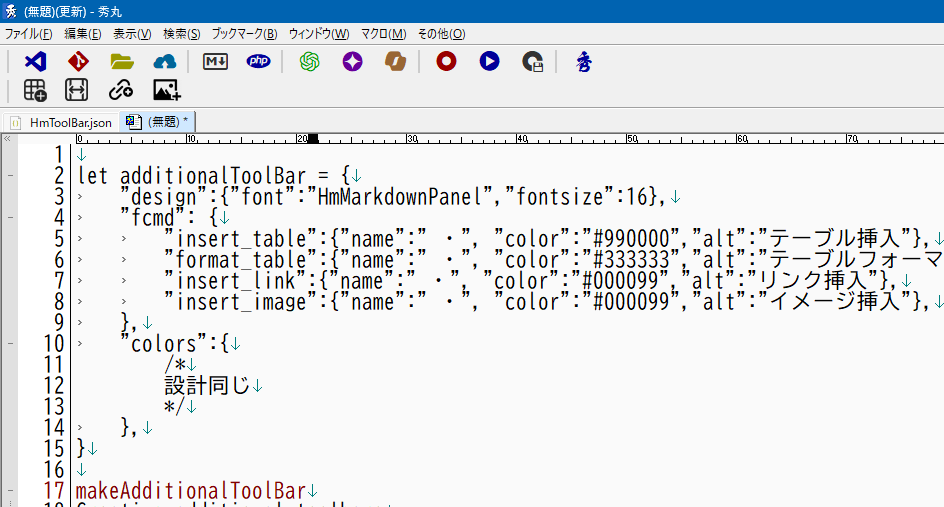 (無題)(更新) - 秀丸
ファイル(F) 編集(E) 表示(V) 検索(S) ブックマーク(B) ウィンドウ(W) マクロ(M) その他(O)
M↓ php 秀
HmToolBar.json (無題) *
0 10 20 30 40 50 60 70
1 ↓
2 let additionalToolBar = {↓
3 "design":{"font":"HmMarkdownPanel","fontsize":16},↓
4 "fcmd": {↓
5 "insert_table":{"name":" ・", "color":"#990000","alt":"テーブル挿入"},↓
6 "format_table":{"name":" ・", "color":"#333333","alt":"テーブルフォーマ
7 "insert_link":{"name":" ・", "color":"#000099","alt":"リンク挿入"},↓
8 "insert_image":{"name":" ・", "color":"#000099","alt":"イメージ挿入"},↓
9 },↓
10 "colors":{↓
11 /*↓
12 設計同じ↓
13 */↓
14 },↓
15 }↓
16 ↓
17 makeAdditionalToolBar↓